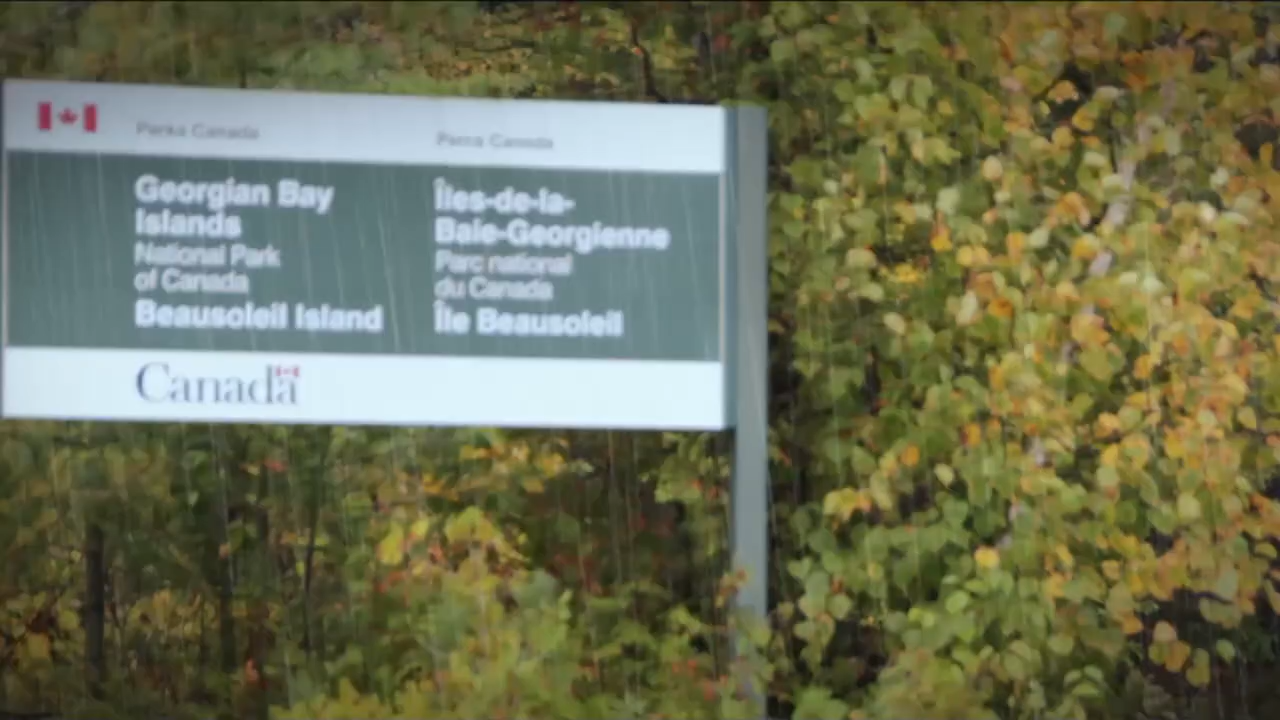 Parks Canada
Parcs Canada
Georgian Bay
Islands
National Park
of Canada
Beausoleil Island
Îles-de-la-
Baie-Georgienne
Parc national
du Canada
Île Beausoleil
Canada